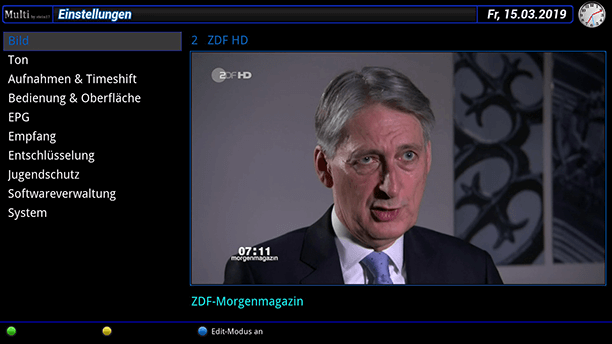 Multi Einstellungen Fr, 15.03.2019
Bild
2 ZDF HD
Ton
Aufnahmen & Timeshift
Bedienung & Oberfläche
EPG
Empfang
Entschlüsselung
Jugendschutz
Softwareverwaltung
System
ZDF HD
07:11
morgenmagazin
ZDF-Morgenmagazin
Edit-Modus an